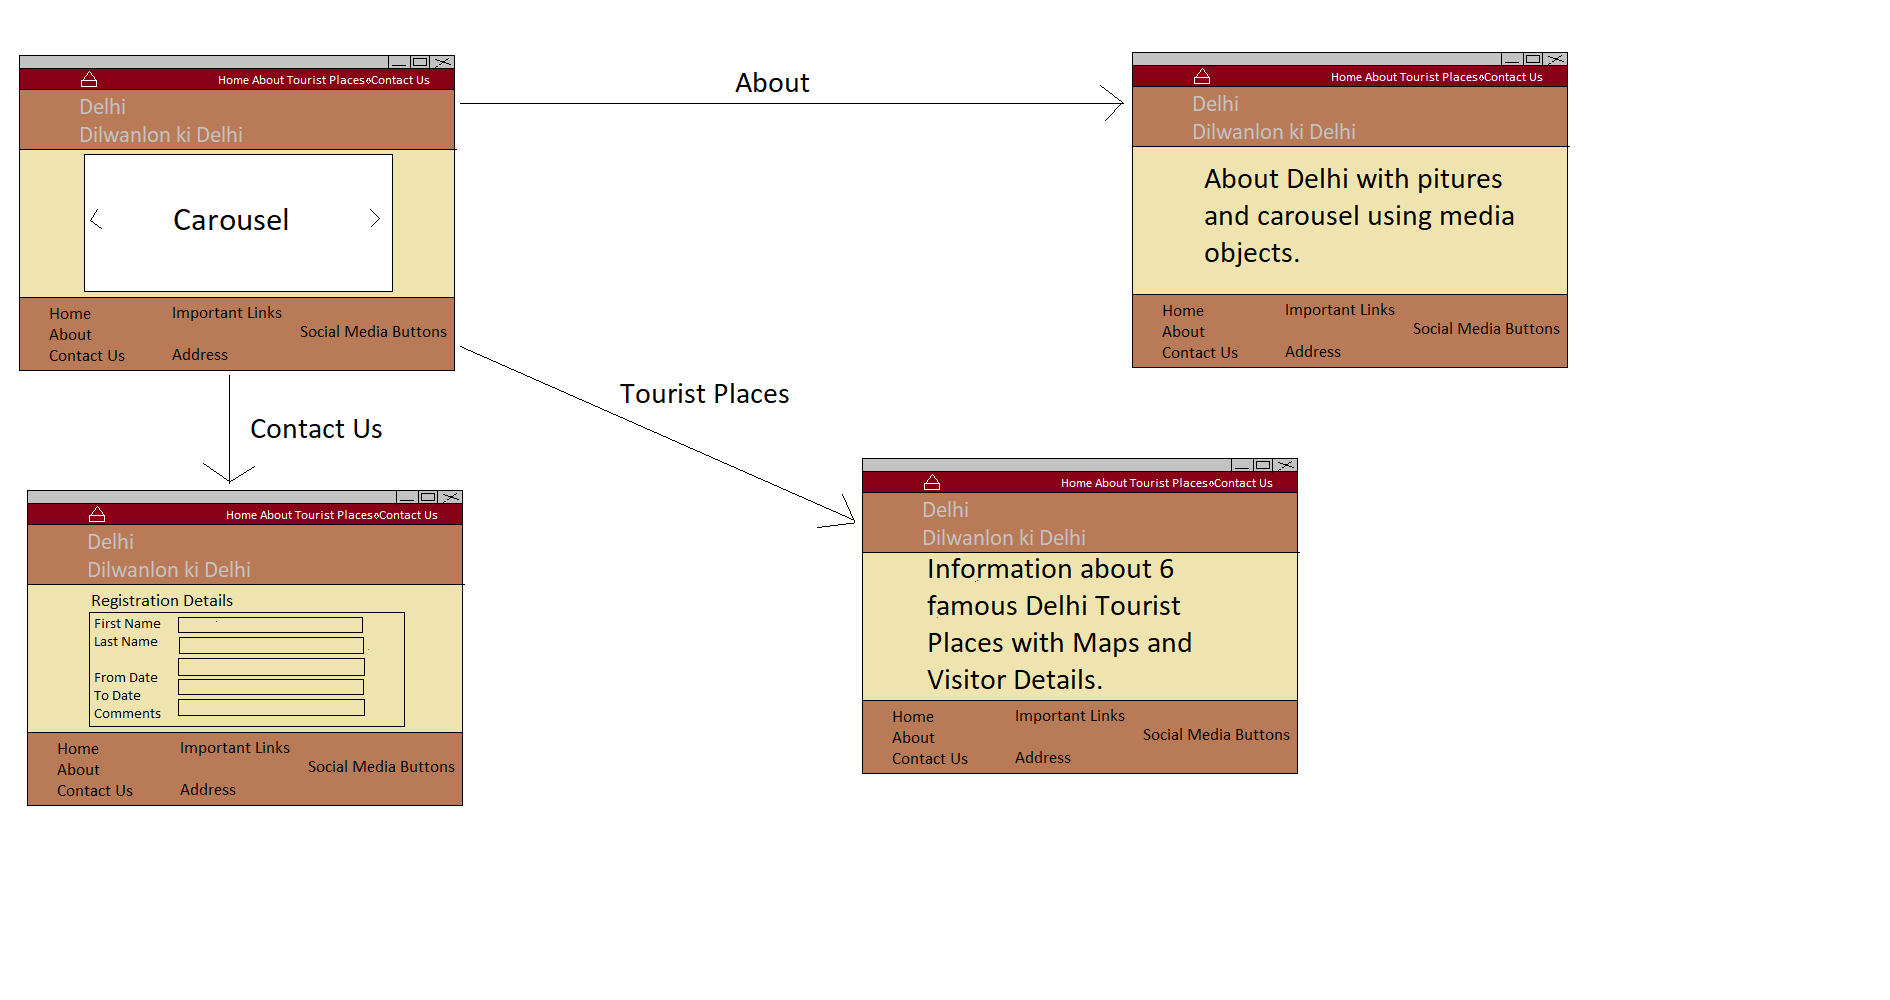 Home About Tourist Places Contact Us
Delhi
Dilwanlon ki Delhi
Carousel
Home
About
Contact Us
Important Links
Address
Social Media Buttons
About
Home About Tourist Places Contact Us
Delhi
Dilwanlon ki Delhi
About Delhi with pitures
and carousel using media
objects.
Home
About
Contact Us
Important Links
Address
Social Media Buttons
Contact Us
Tourist Places
Home About Tourist Places Contact Us
Delhi
Dilwanlon ki Delhi
Registration Details
First Name
Last Name
From Date
To Date
Comments
Home
About
Contact Us
Important Links
Address
Social Media Buttons
Home About Tourist Places Contact Us
Delhi
Dilwanlon ki Delhi
Information about 6
famous Delhi Tourist
Places with Maps and
Visitor Details.
Home
About
Contact Us
Important Links
Address
Social Media Buttons